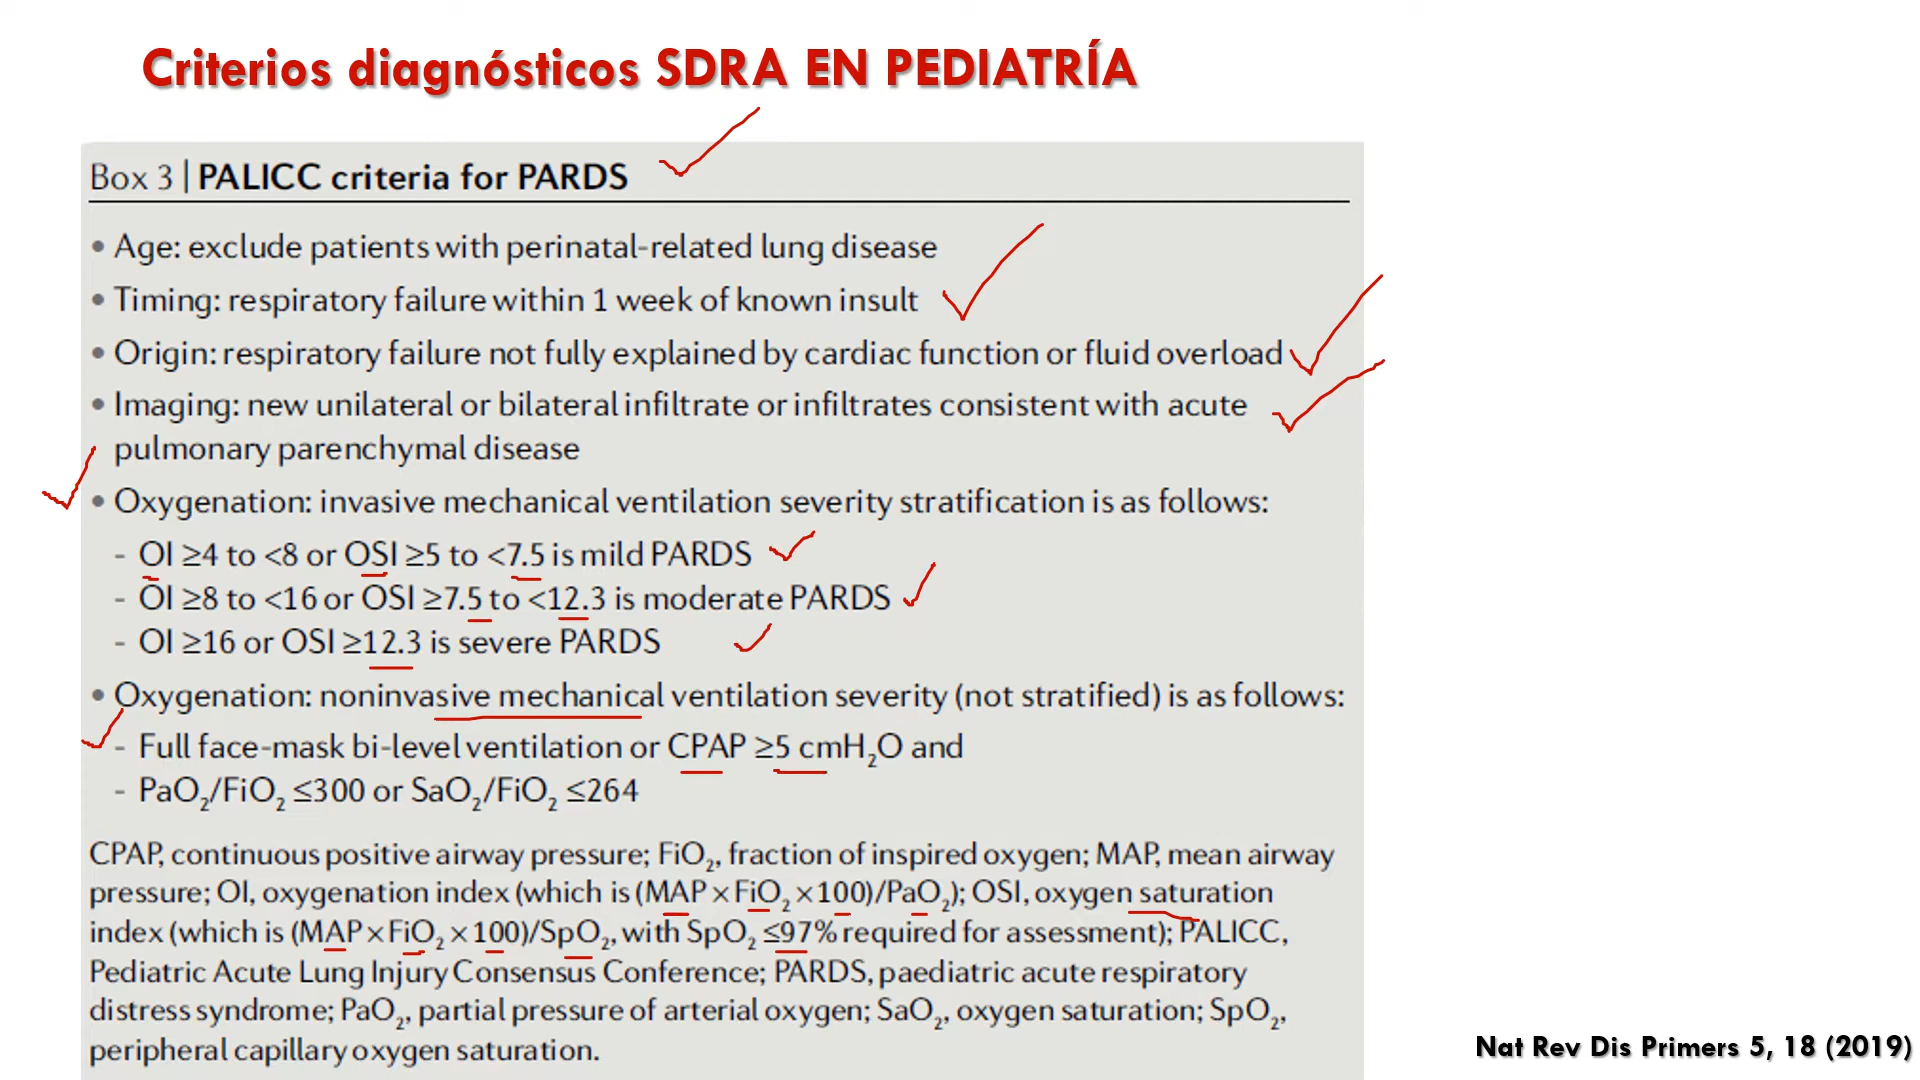 Criterios diagnósticos SDRA EN PEDIATRÍA
Box 3 | PALICC criteria for PARDS
• Age: exclude patients with perinatal-related lung disease
• Timing: respiratory failure within 1 week of known insult
• Origin: respiratory failure not fully explained by cardiac function or fluid overload
• Imaging: new unilateral or bilateral infiltrate or infiltrates consistent with acute
pulmonary parenchymal disease
• Oxygenation: invasive mechanical ventilation severity stratification is as follows:
- OI ≥4 to <8 or OSI ≥5 to <7.5 is mild PARDS
- OI ≥8 to <16 or OSI ≥7.5 to <12.3 is moderate PARDS
- OI ≥16 or OSI ≥12.3 is severe PARDS
• Oxygenation: noninvasive mechanical ventilation severity (not stratified) is as follows:
- Full face-mask bi-level ventilation or CPAP ≥5 cmH₂O and
- PaO₂/FiO₂ ≤300 or SaO₂/FiO₂ ≤264
CPAP, continuous positive airway pressure; FiO₂, fraction of inspired oxygen; MAP, mean airway
pressure; OI, oxygenation index (which is (MAP × FiO₂ × 100)/PaO₂); OSI, oxygen saturation
index (which is (MAP × FiO₂ × 100)/SpO₂, with SpO₂ ≤97% required for assessment); PALICC,
Pediatric Acute Lung Injury Consensus Conference; PARDS, paediatric acute respiratory
distress syndrome; PaO₂, partial pressure of arterial oxygen; SaO₂, oxygen saturation; SpO₂,
peripheral capillary oxygen saturation.
Nat Rev Dis Primers 5, 18 (2019)